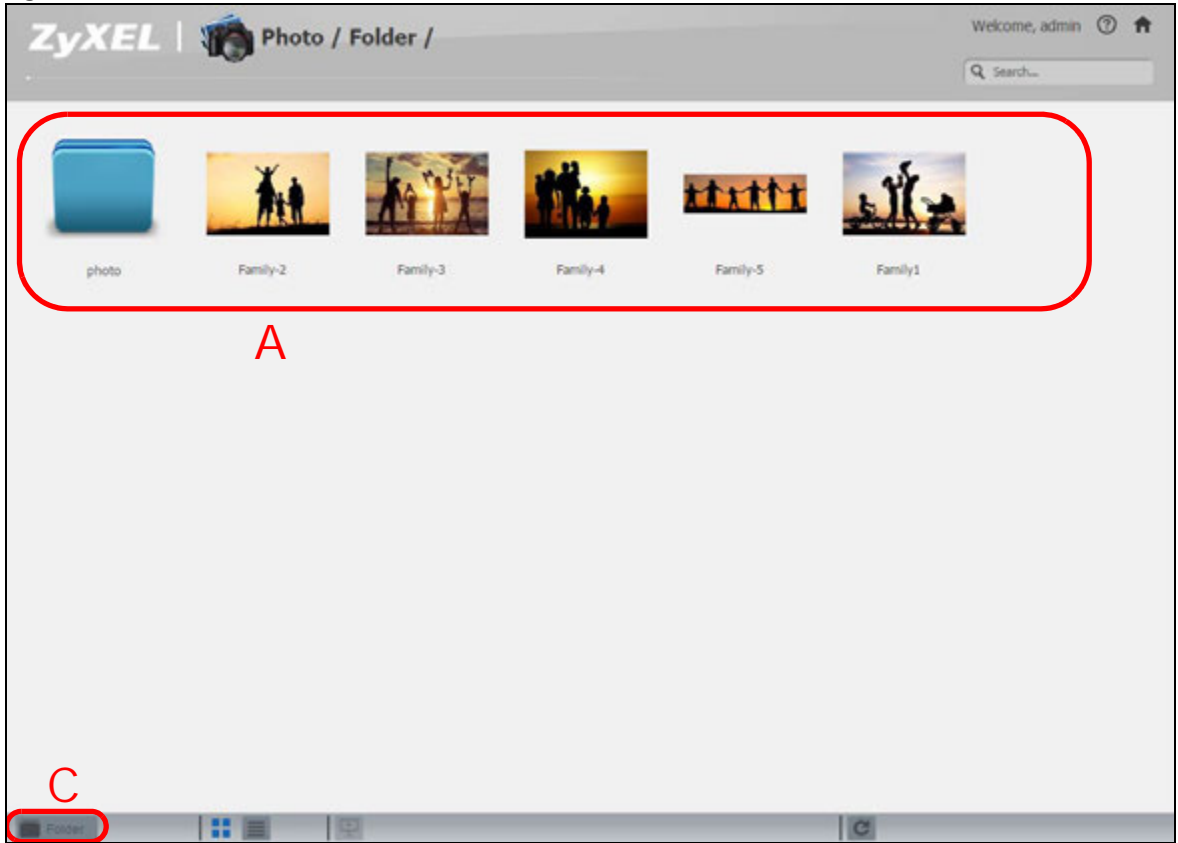 ZyXEL
Photo / Folder /
Welcome, admin
Search...
photo
Family-2
Family-3
Family-4
Family-5
Family1
A
C
Folder